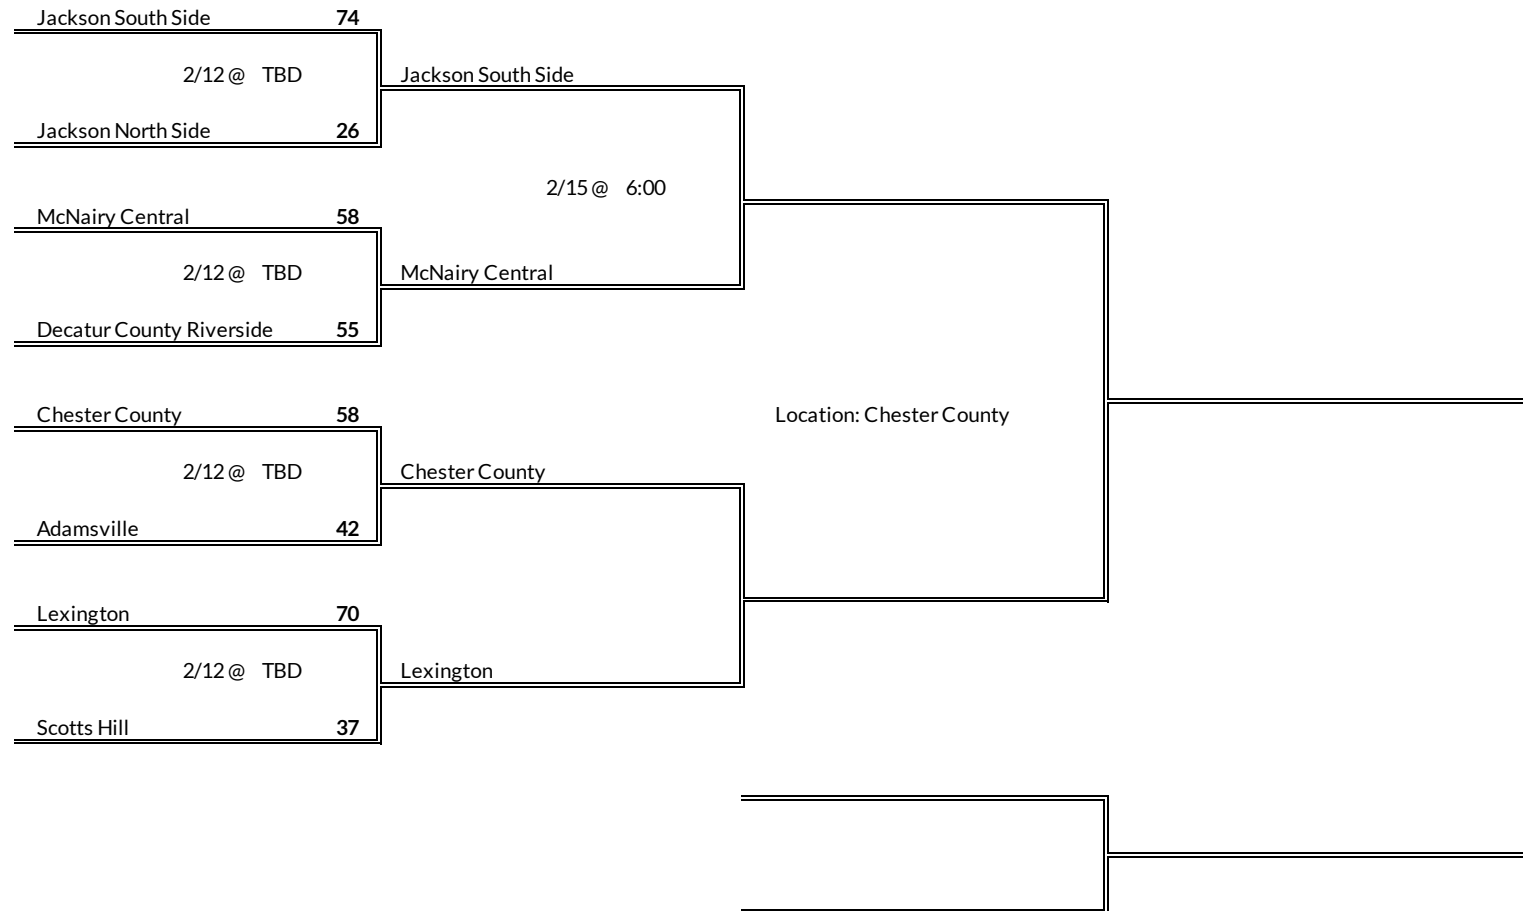 Jackson South Side 74
2/12 @ TBD Jackson South Side
Jackson North Side 26
2/15 @ 6:00
McNairy Central 58
2/12 @ TBD McNairy Central
Decatur County Riverside 55
Chester County 58 Location: Chester County
2/12 @ TBD Chester County
Adamsville 42
Lexington 70
2/12 @ TBD Lexington
Scotts Hill 37